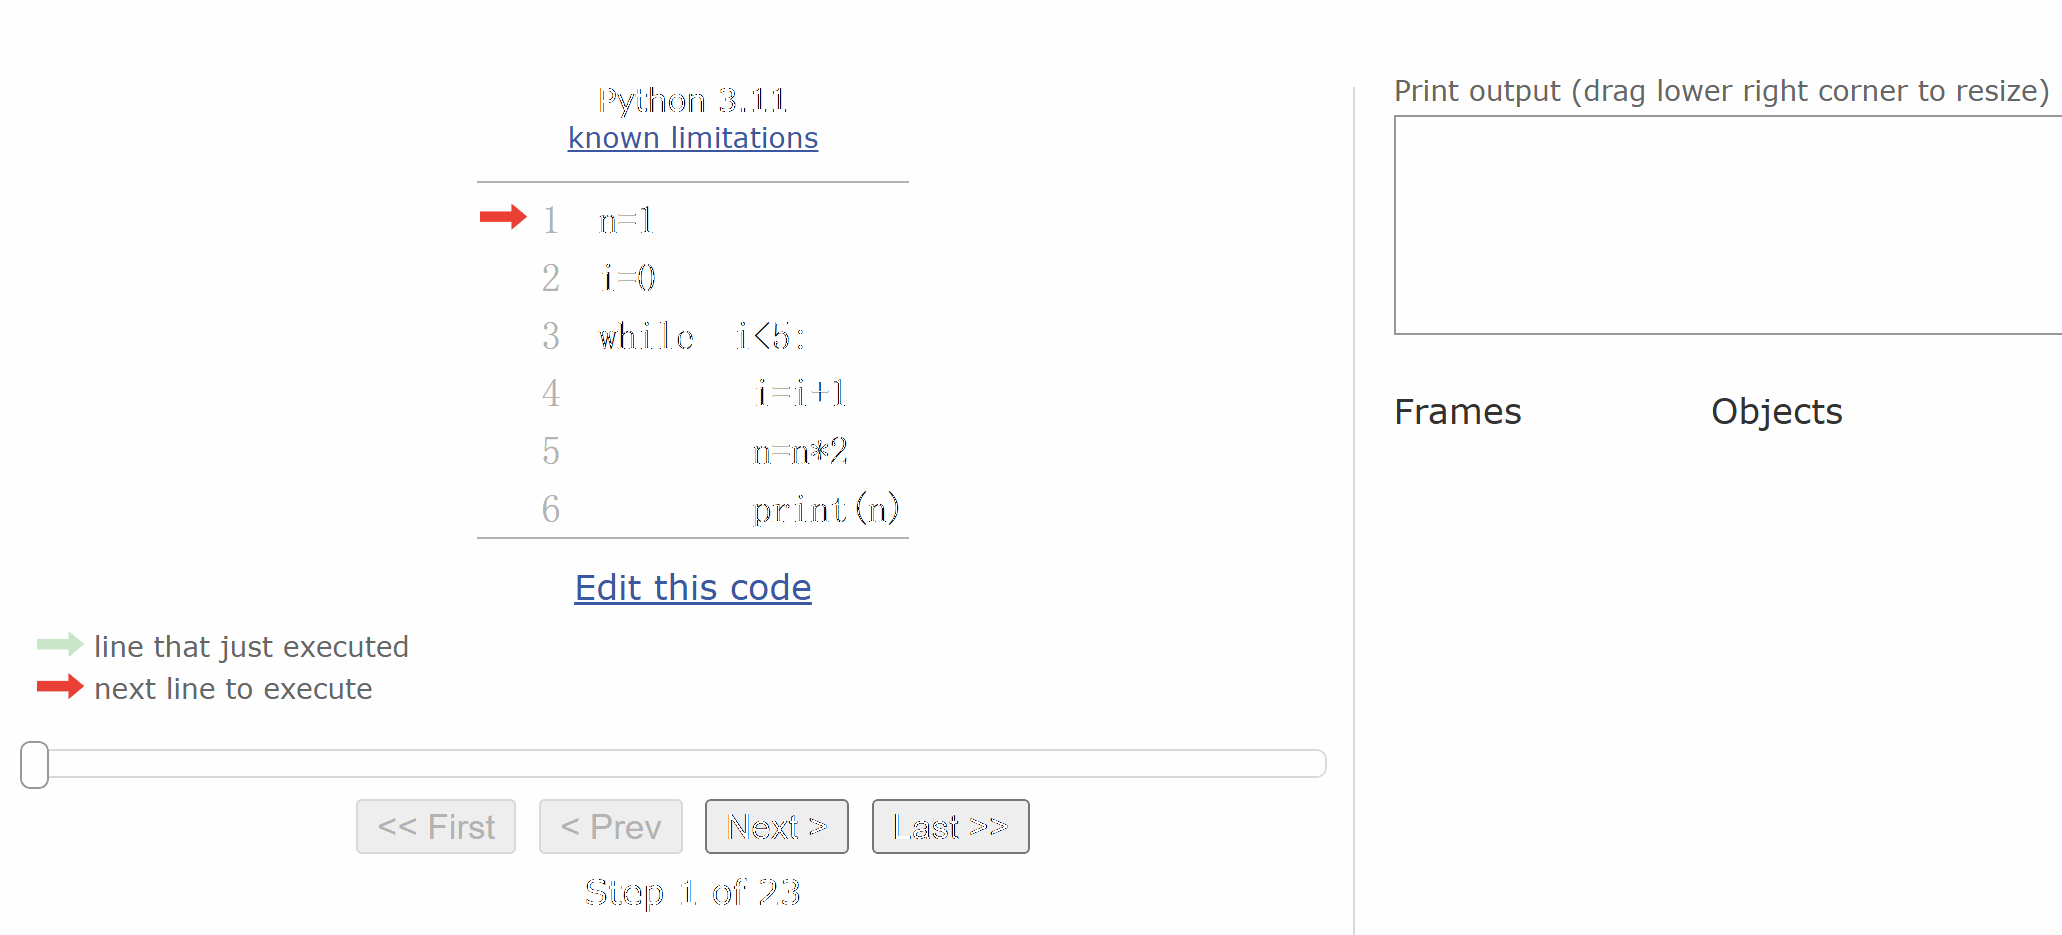 Python 3.11
known limitations
1 n=1
2 i=0
3 while  i<5:
4         i=i+1
5         n=n*2
6         print(n)
Edit this code
line that just executed
next line to execute
<< First
< Prev
Next >
Last >>
Step 1 of 23
Print output (drag lower right corner to resize)
Frames
Objects